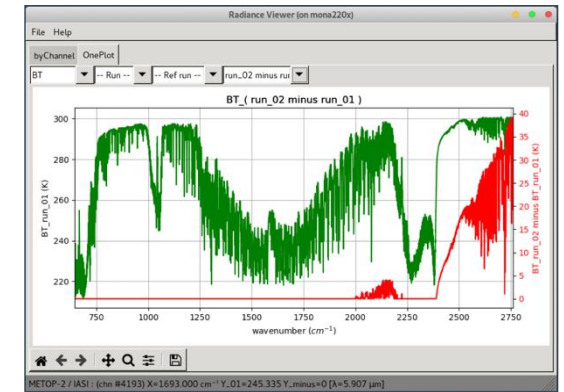 Radiance Viewer (on mona220x)
File Help
byChannel OnePlot
BT -- Run -- -- Ref run -- run_02 minus rui
BT_( run_02 minus run_01 )
300
280
260
240
220
BT_run_01 (K)
40
35
30
25
20
15
10
5
0
BT_run_02 minus BT_run_01 (K)
750 1000 1250 1500 1750 2000 2250 2500 2750
wavenumber (cm⁻¹)
METOP-2 / IASI : (chn #4193) X=1693.000 cm⁻¹ Y_01=245.335 Y_minus=0 [λ=5.907 µm]